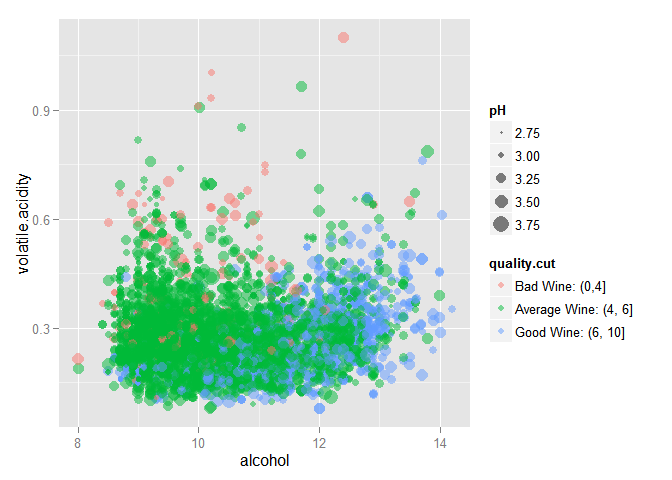 0.9
0.6
0.3
volatile.acidity
8
10
12
14
alcohol
pH
2.75
3.00
3.25
3.50
3.75
quality.cut
Bad Wine: (0,4]
Average Wine: (4, 6]
Good Wine: (6, 10]